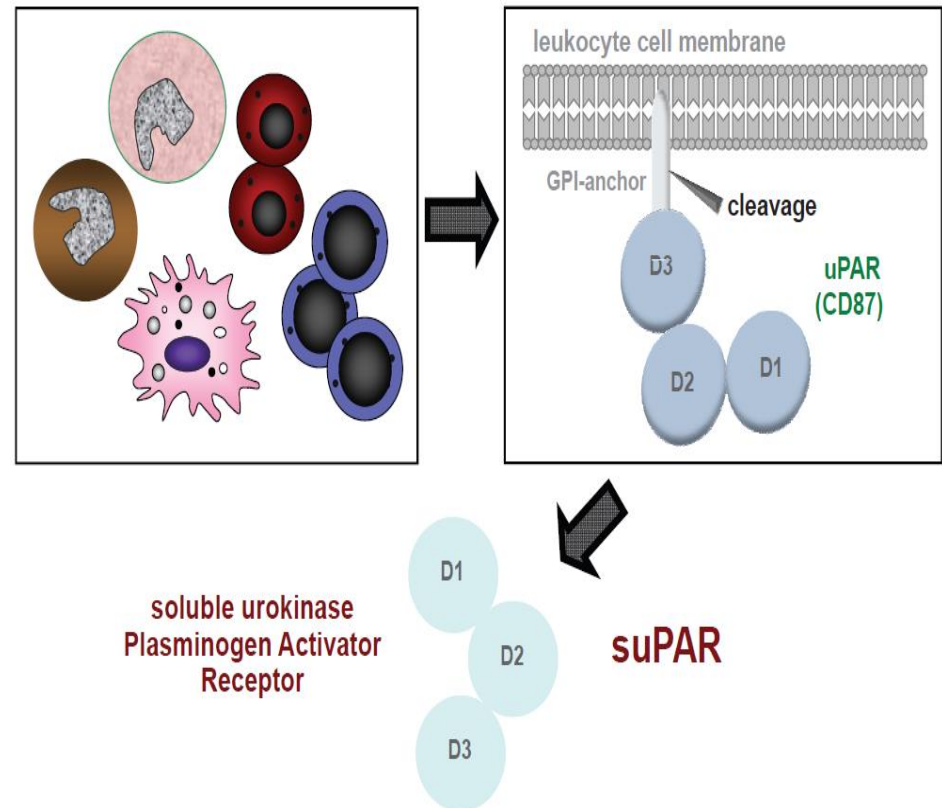 leukocyte cell membrane
GPI-anchor
cleavage
D3
uPAR
(CD87)
D2
D1
D1
soluble urokinase
Plasminogen Activator
Receptor
D2
suPAR
D3